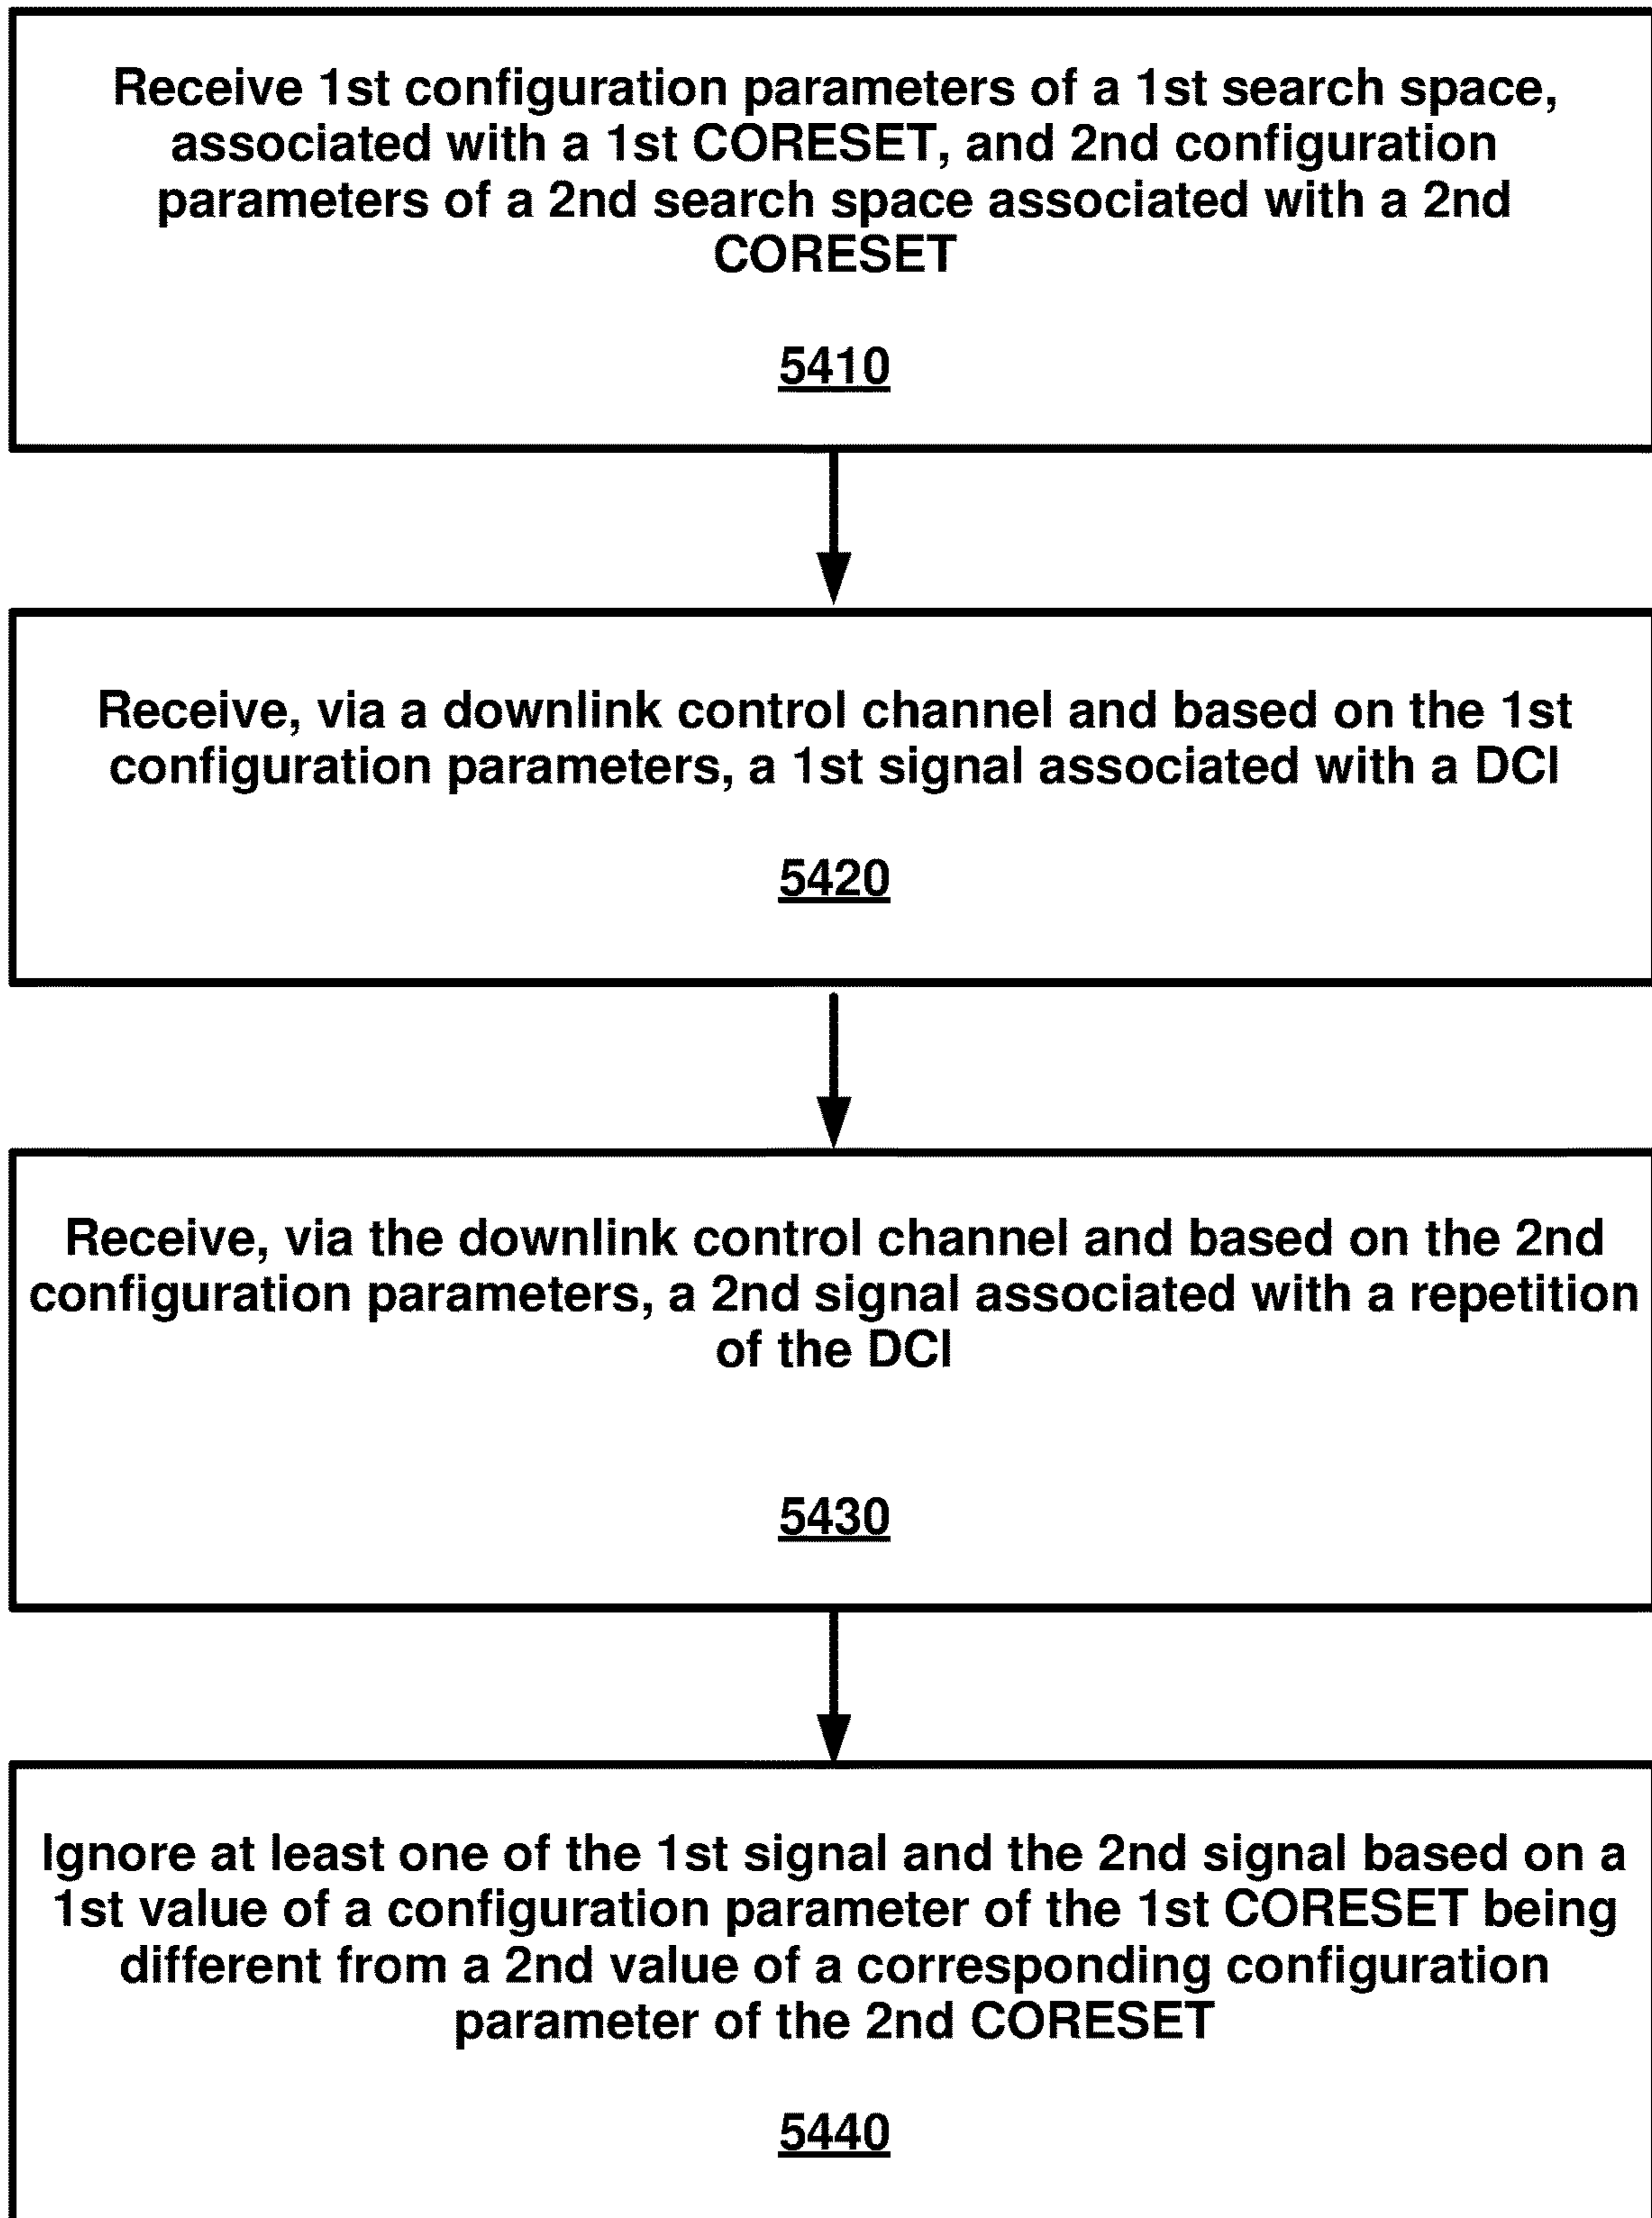 Receive 1st configuration parameters of a 1st search space,
associated with a 1st CORESET, and 2nd configuration
parameters of a 2nd search space associated with a 2nd
CORESET
5410
Receive, via a downlink control channel and based on the 1st
configuration parameters, a 1st signal associated with a DCI
5420
Receive, via the downlink control channel and based on the 2nd
configuration parameters, a 2nd signal associated with a repetition
of the DCI
5430
Ignore at least one of the 1st signal and the 2nd signal based on a
1st value of a configuration parameter of the 1st CORESET being
different from a 2nd value of a corresponding configuration
parameter of the 2nd CORESET
5440